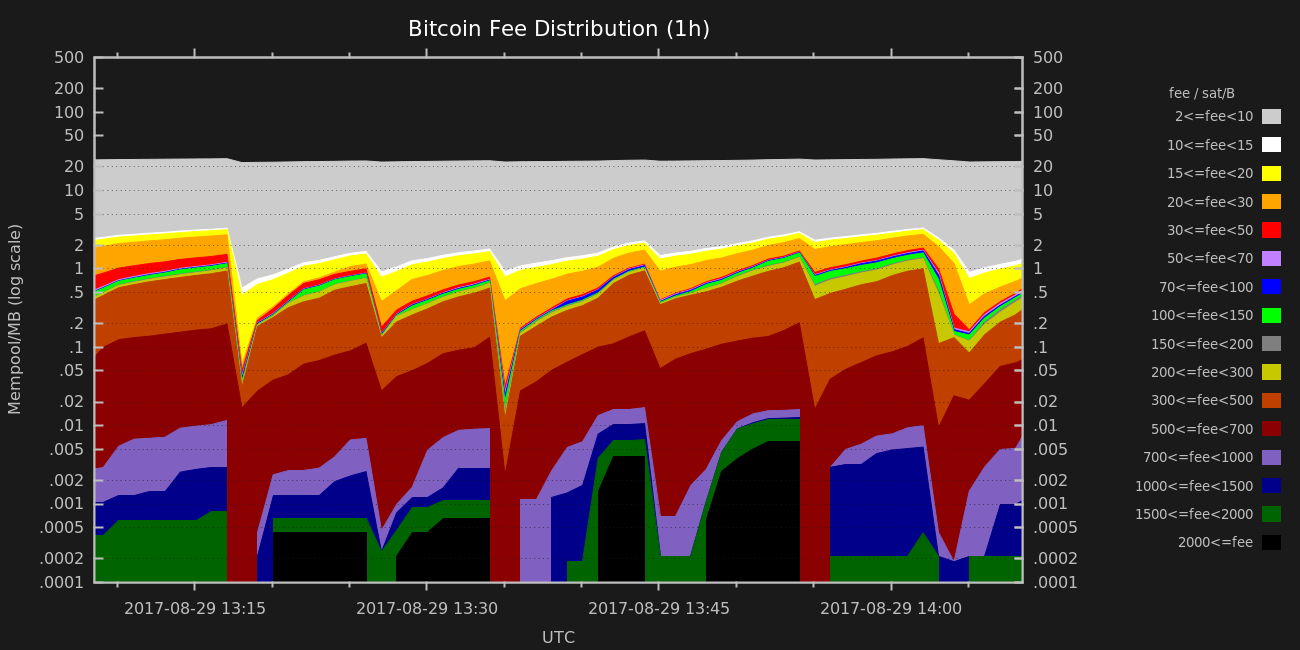 Bitcoin Fee Distribution (1h)
Mempool/MB (log scale)
500
200
100
50
20
10
5
2
1
.5
.2
.1
.05
.02
.01
.005
.002
.001
.0005
.0002
.0001
500
200
100
50
20
10
5
2
1
.5
.2
.1
.05
.02
.01
.005
.002
.001
.0005
.0002
.0001
2017-08-29 13:15
2017-08-29 13:30
2017-08-29 13:45
2017-08-29 14:00
UTC
fee / sat/B
2<=fee<10
10<=fee<15
15<=fee<20
20<=fee<30
30<=fee<50
50<=fee<70
70<=fee<100
100<=fee<150
150<=fee<200
200<=fee<300
300<=fee<500
500<=fee<700
700<=fee<1000
1000<=fee<1500
1500<=fee<2000
2000<=fee